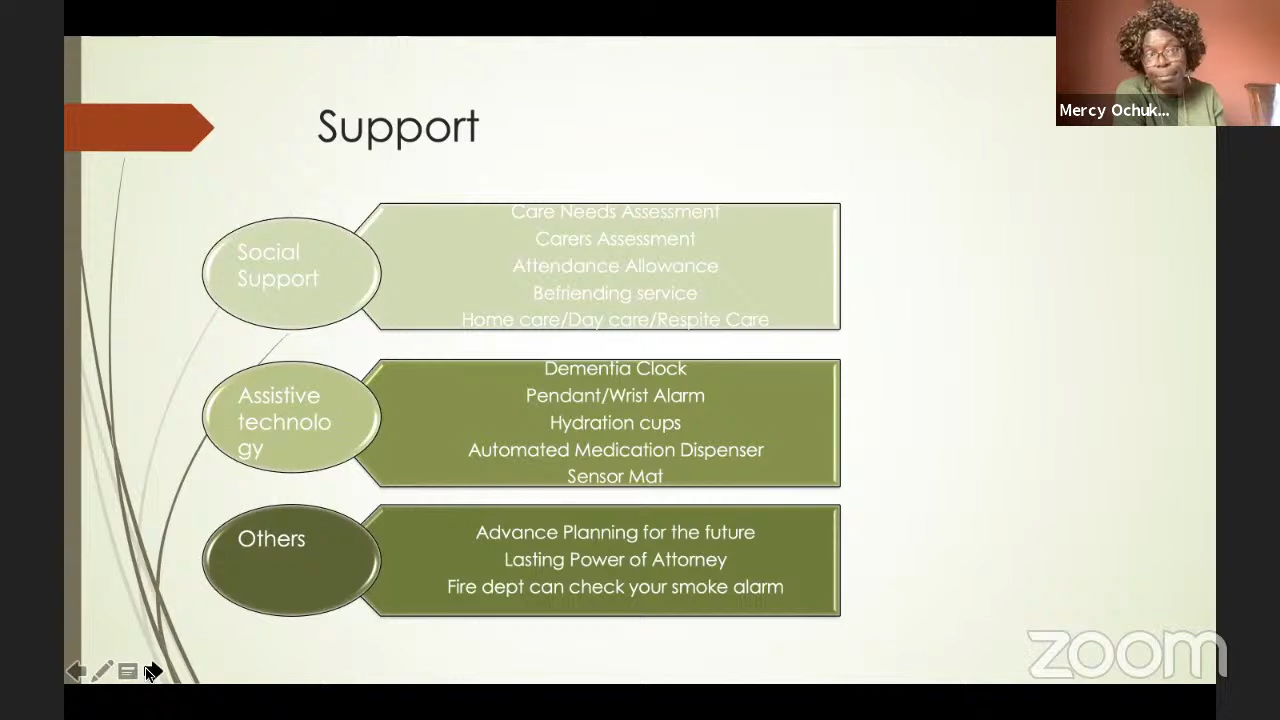 Mercy Ochuk...
Support
Social
Support
Care Needs Assessment
Carers Assessment
Attendance Allowance
Befriending service
Home care/Day care/Respite Care
Assistive
technolo
gy
Dementia Clock
Pendant/Wrist Alarm
Hydration cups
Automated Medication Dispenser
Sensor Mat
Others
Advance Planning for the future
Lasting Power of Attorney
Fire dept can check your smoke alarm
zoom